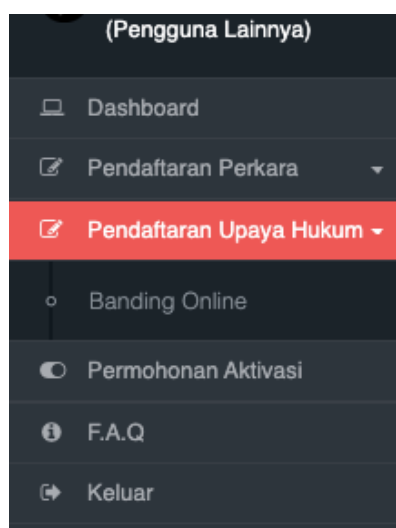 (Pengguna Lainnya)
Dashboard
Pendaftaran Perkara
Pendaftaran Upaya Hukum
Banding Online
Permohonan Aktivasi
F.A.Q
Keluar